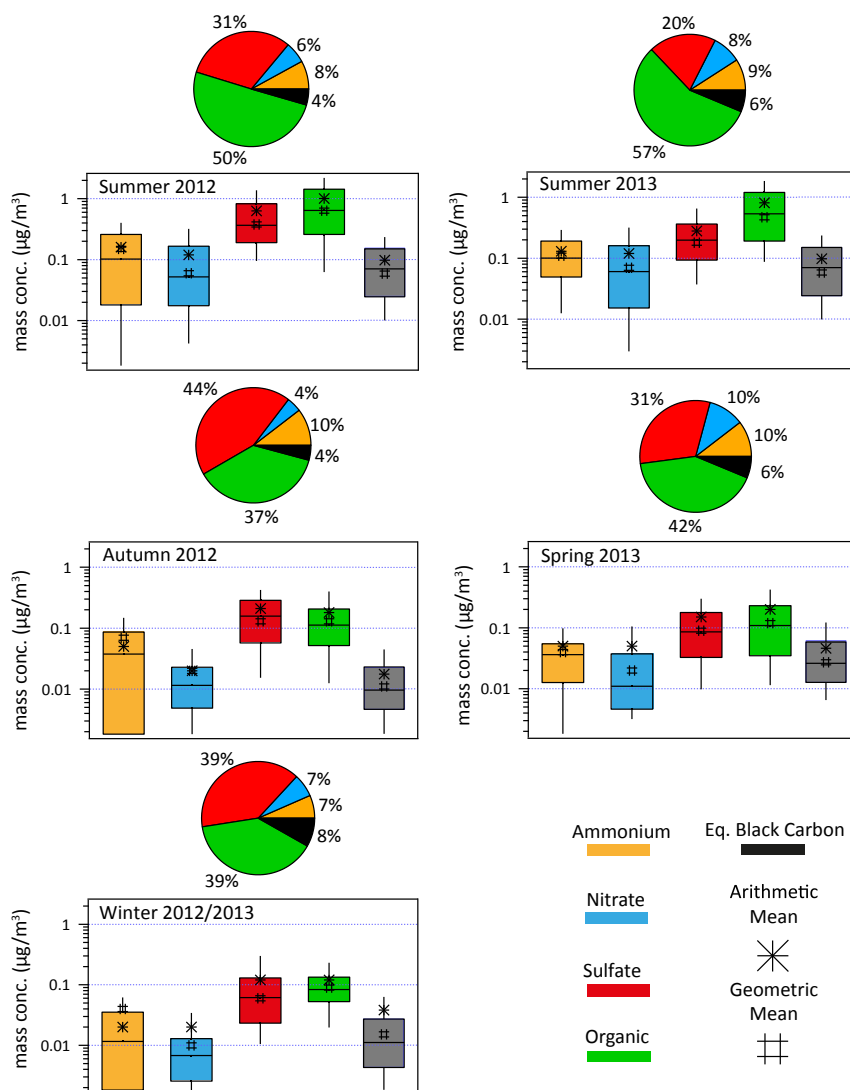 31%
6%
8%
4%
50%
20%
8%
9%
6%
57%
mass conc. (μg/m³)
1
0.1
0.01
Summer 2012
mass conc. (μg/m³)
1
0.1
0.01
Summer 2013
44%
4%
10%
4%
37%
31%
10%
10%
6%
42%
mass conc. (μg/m³)
1
0.1
0.01
Autumn 2012
mass conc. (μg/m³)
1
0.1
0.01
Spring 2013
39%
7%
7%
8%
39%
mass conc. (μg/m³)
1
0.1
0.01
Winter 2012/2013
Ammonium
Nitrate
Sulfate
Organic
Eq. Black Carbon
Arithmetic
Mean
Geometric
Mean